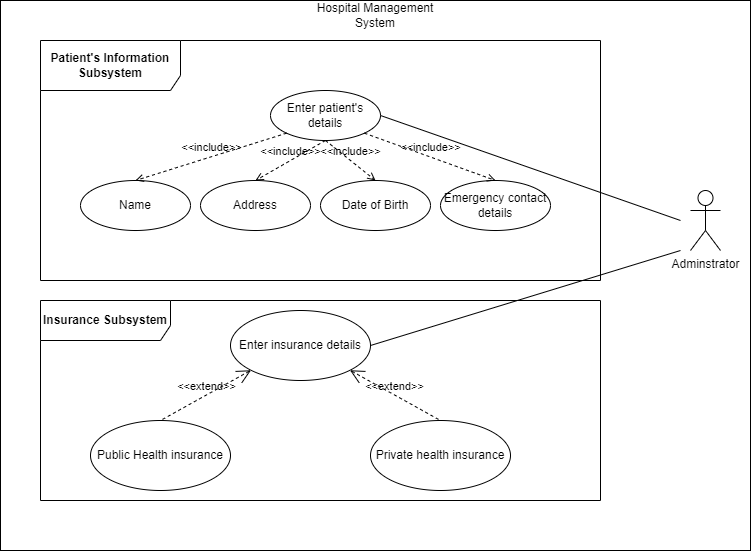 Hospital Management
System
Patient's Information
Subsystem
Enter patient's
details
<<include>>
<<include>>
<<include>>
<<include>>
Name
Address
Date of Birth
Emergency contact
details
Adminstrator
Insurance Subsystem
Enter insurance details
<<extend>>
<<extend>>
Public Health insurance
Private health insurance